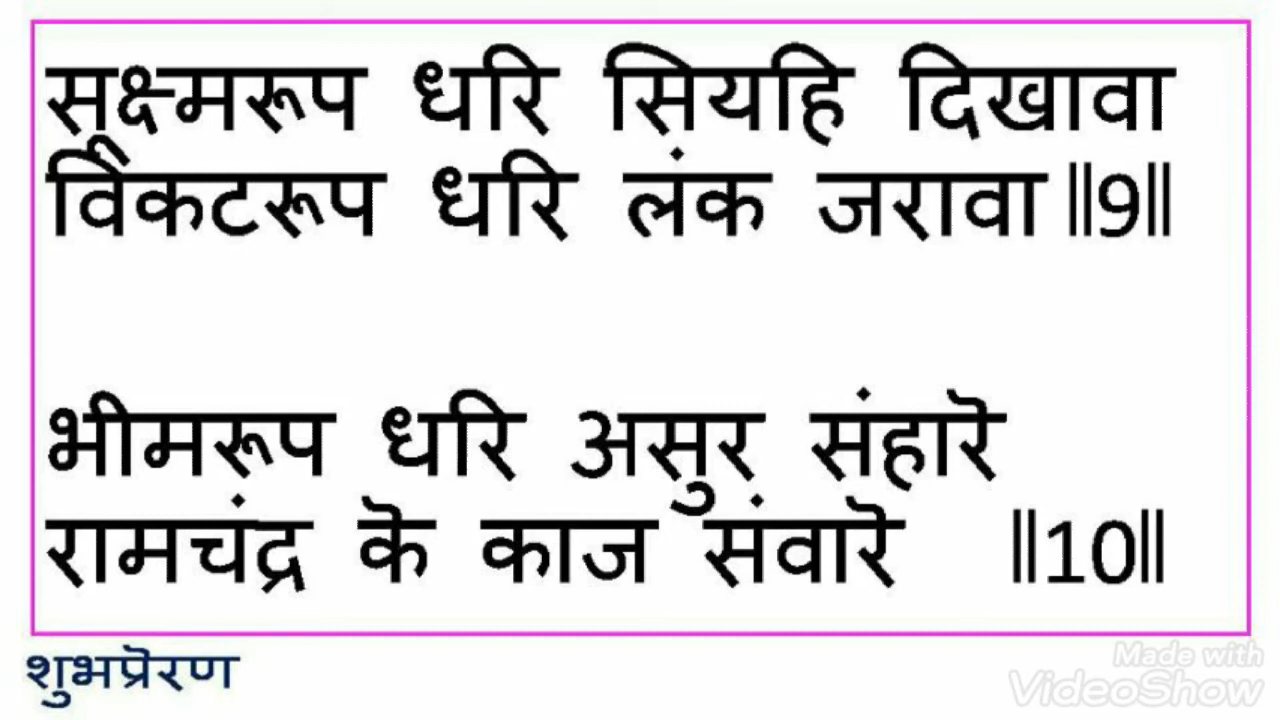 सूक्ष्मरूप धरि सियहि दिखावा
विकटरूप धरि लंक जरावा ॥9॥
भीमरूप धरि असुर संहारॆ
रामचंद्र कॆ काज संवारॆ ॥10॥
शुभप्रॆरण
Made with
VideoShow